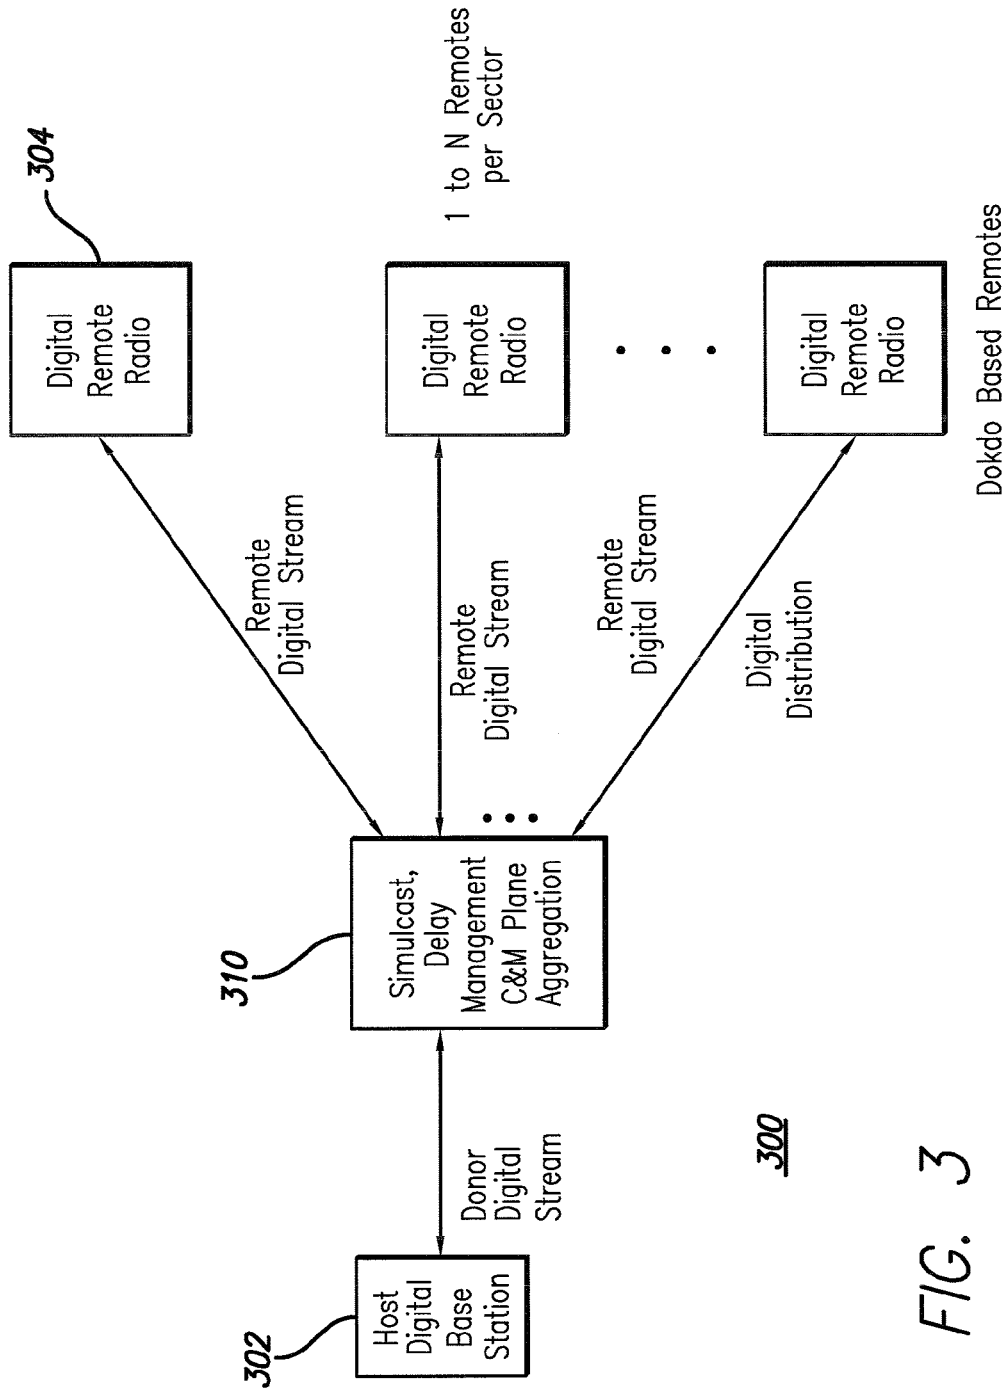 304
Digital
Remote
Radio
Remote
Digital Stream
310
Simulcast,
Delay
Management
C&M Plane
Aggregation
302
Host
Digital
Base
Station
Donor
Digital
Stream
Remote
Digital Stream
Digital
Remote
Radio
1 to N Remotes
per Sector
Remote
Digital Stream
Digital
Distribution
Digital
Remote
Radio
Dokdo Based Remotes
300
FIG. 3